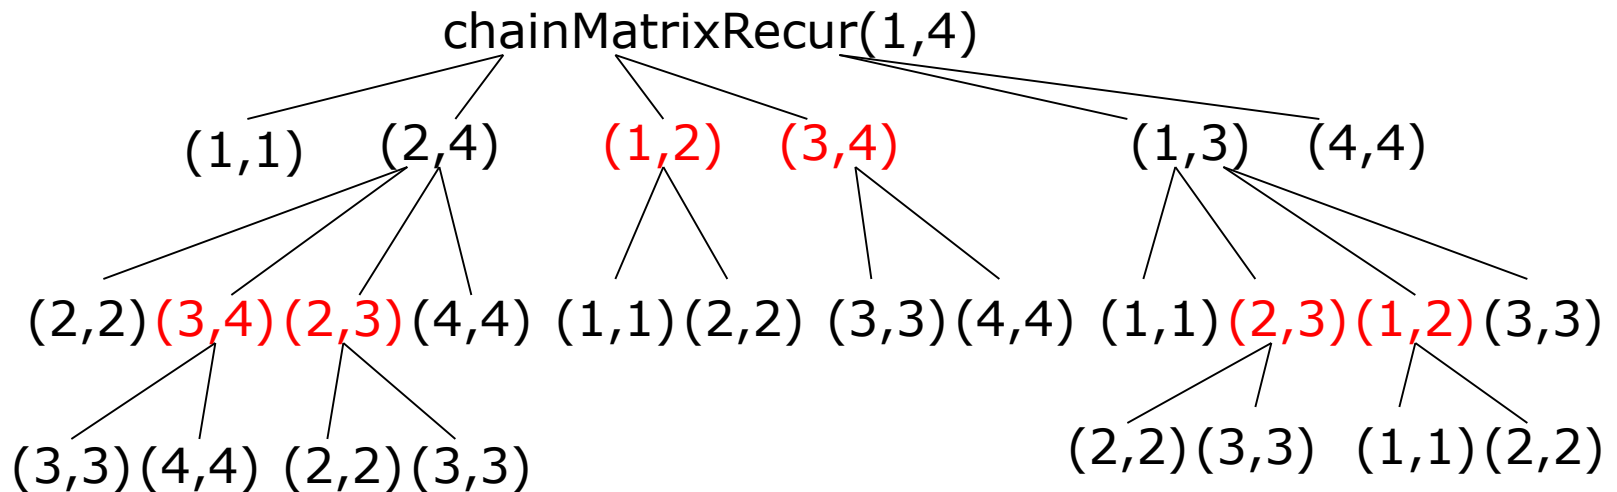 chainMatrixRecur(1,4)
(1,1) (2,4) (1,2) (3,4) (1,3) (4,4)
(2,2) (3,4) (2,3) (4,4) (1,1) (2,2) (3,3) (4,4) (1,1) (2,3) (1,2) (3,3)
(3,3) (4,4) (2,2) (3,3) (2,2) (3,3) (1,1) (2,2)